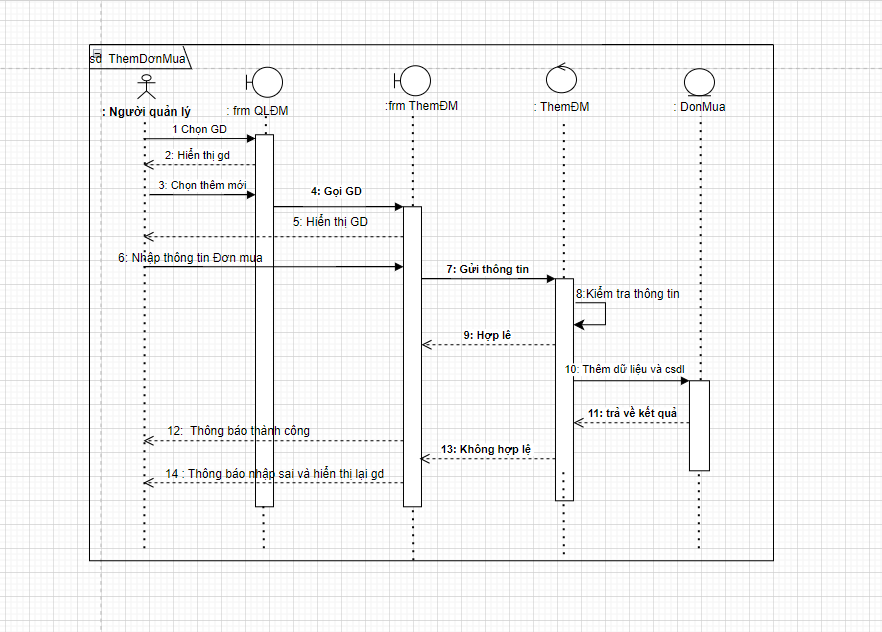 sd ThemDơnMua
: Người quản lý
: frm QLĐM
:frm ThemĐM
: ThemĐM
: DonMua
1 Chọn GD
2: Hiển thị gd
3: Chọn thêm mới
4: Gọi GD
5: Hiển thị GD
6: Nhập thông tin Đơn mua
7: Gửi thông tin
8:Kiểm tra thông tin
9: Hợp lê
10: Thêm dữ liệu và csdl
11: trả về kết quả
12: Thông báo thành công
13: Không hợp lệ
14 : Thông báo nhập sai và hiển thị lại gd